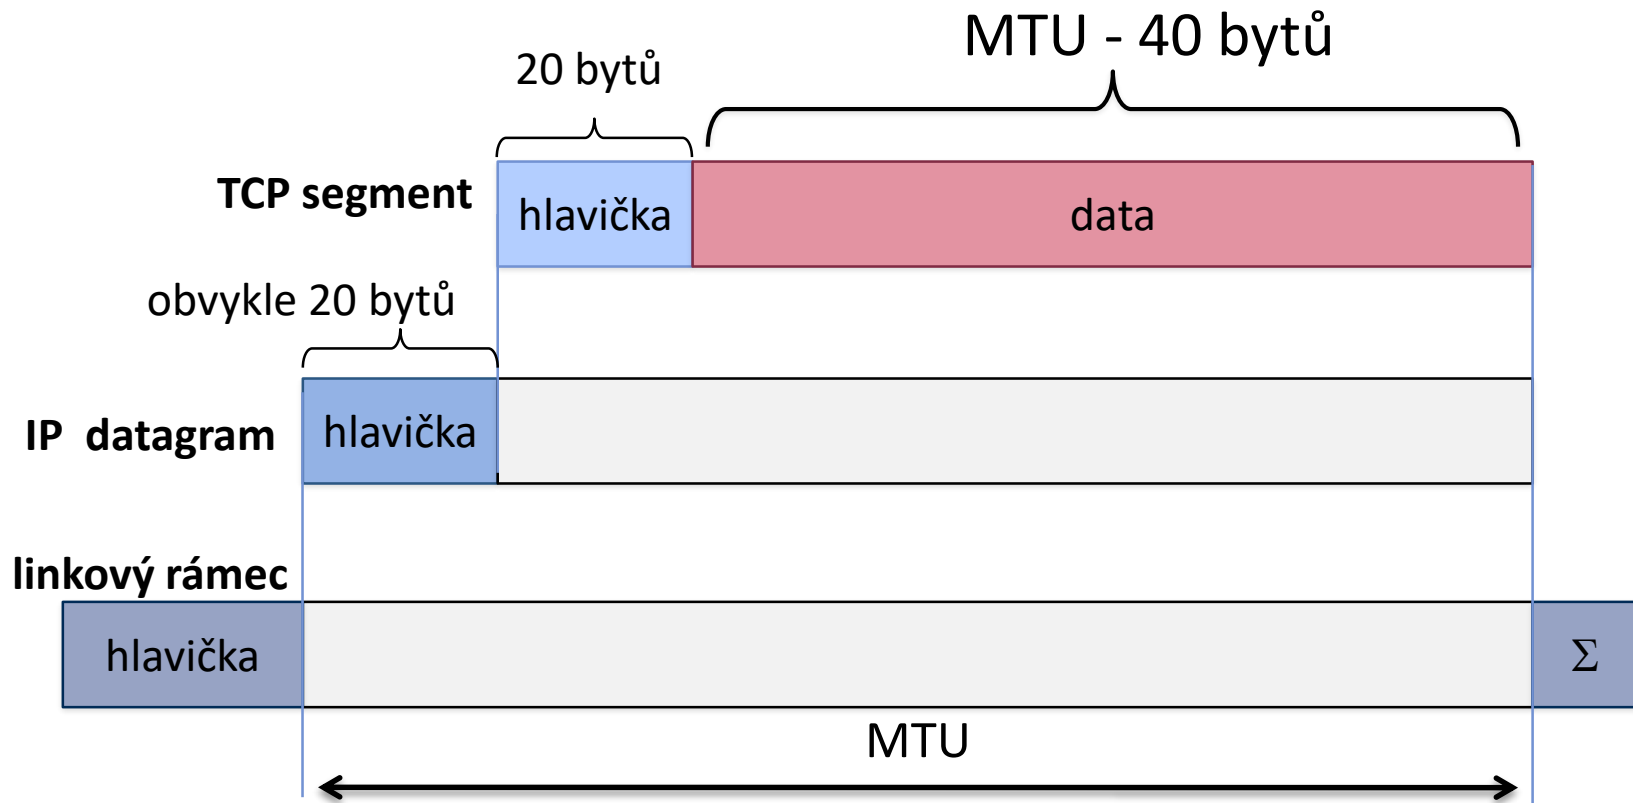 MTU - 40 bytů
20 bytů
TCP segment
hlavička
data
obvykle 20 bytů
IP datagram
hlavička
linkový rámec
hlavička
Σ
MTU